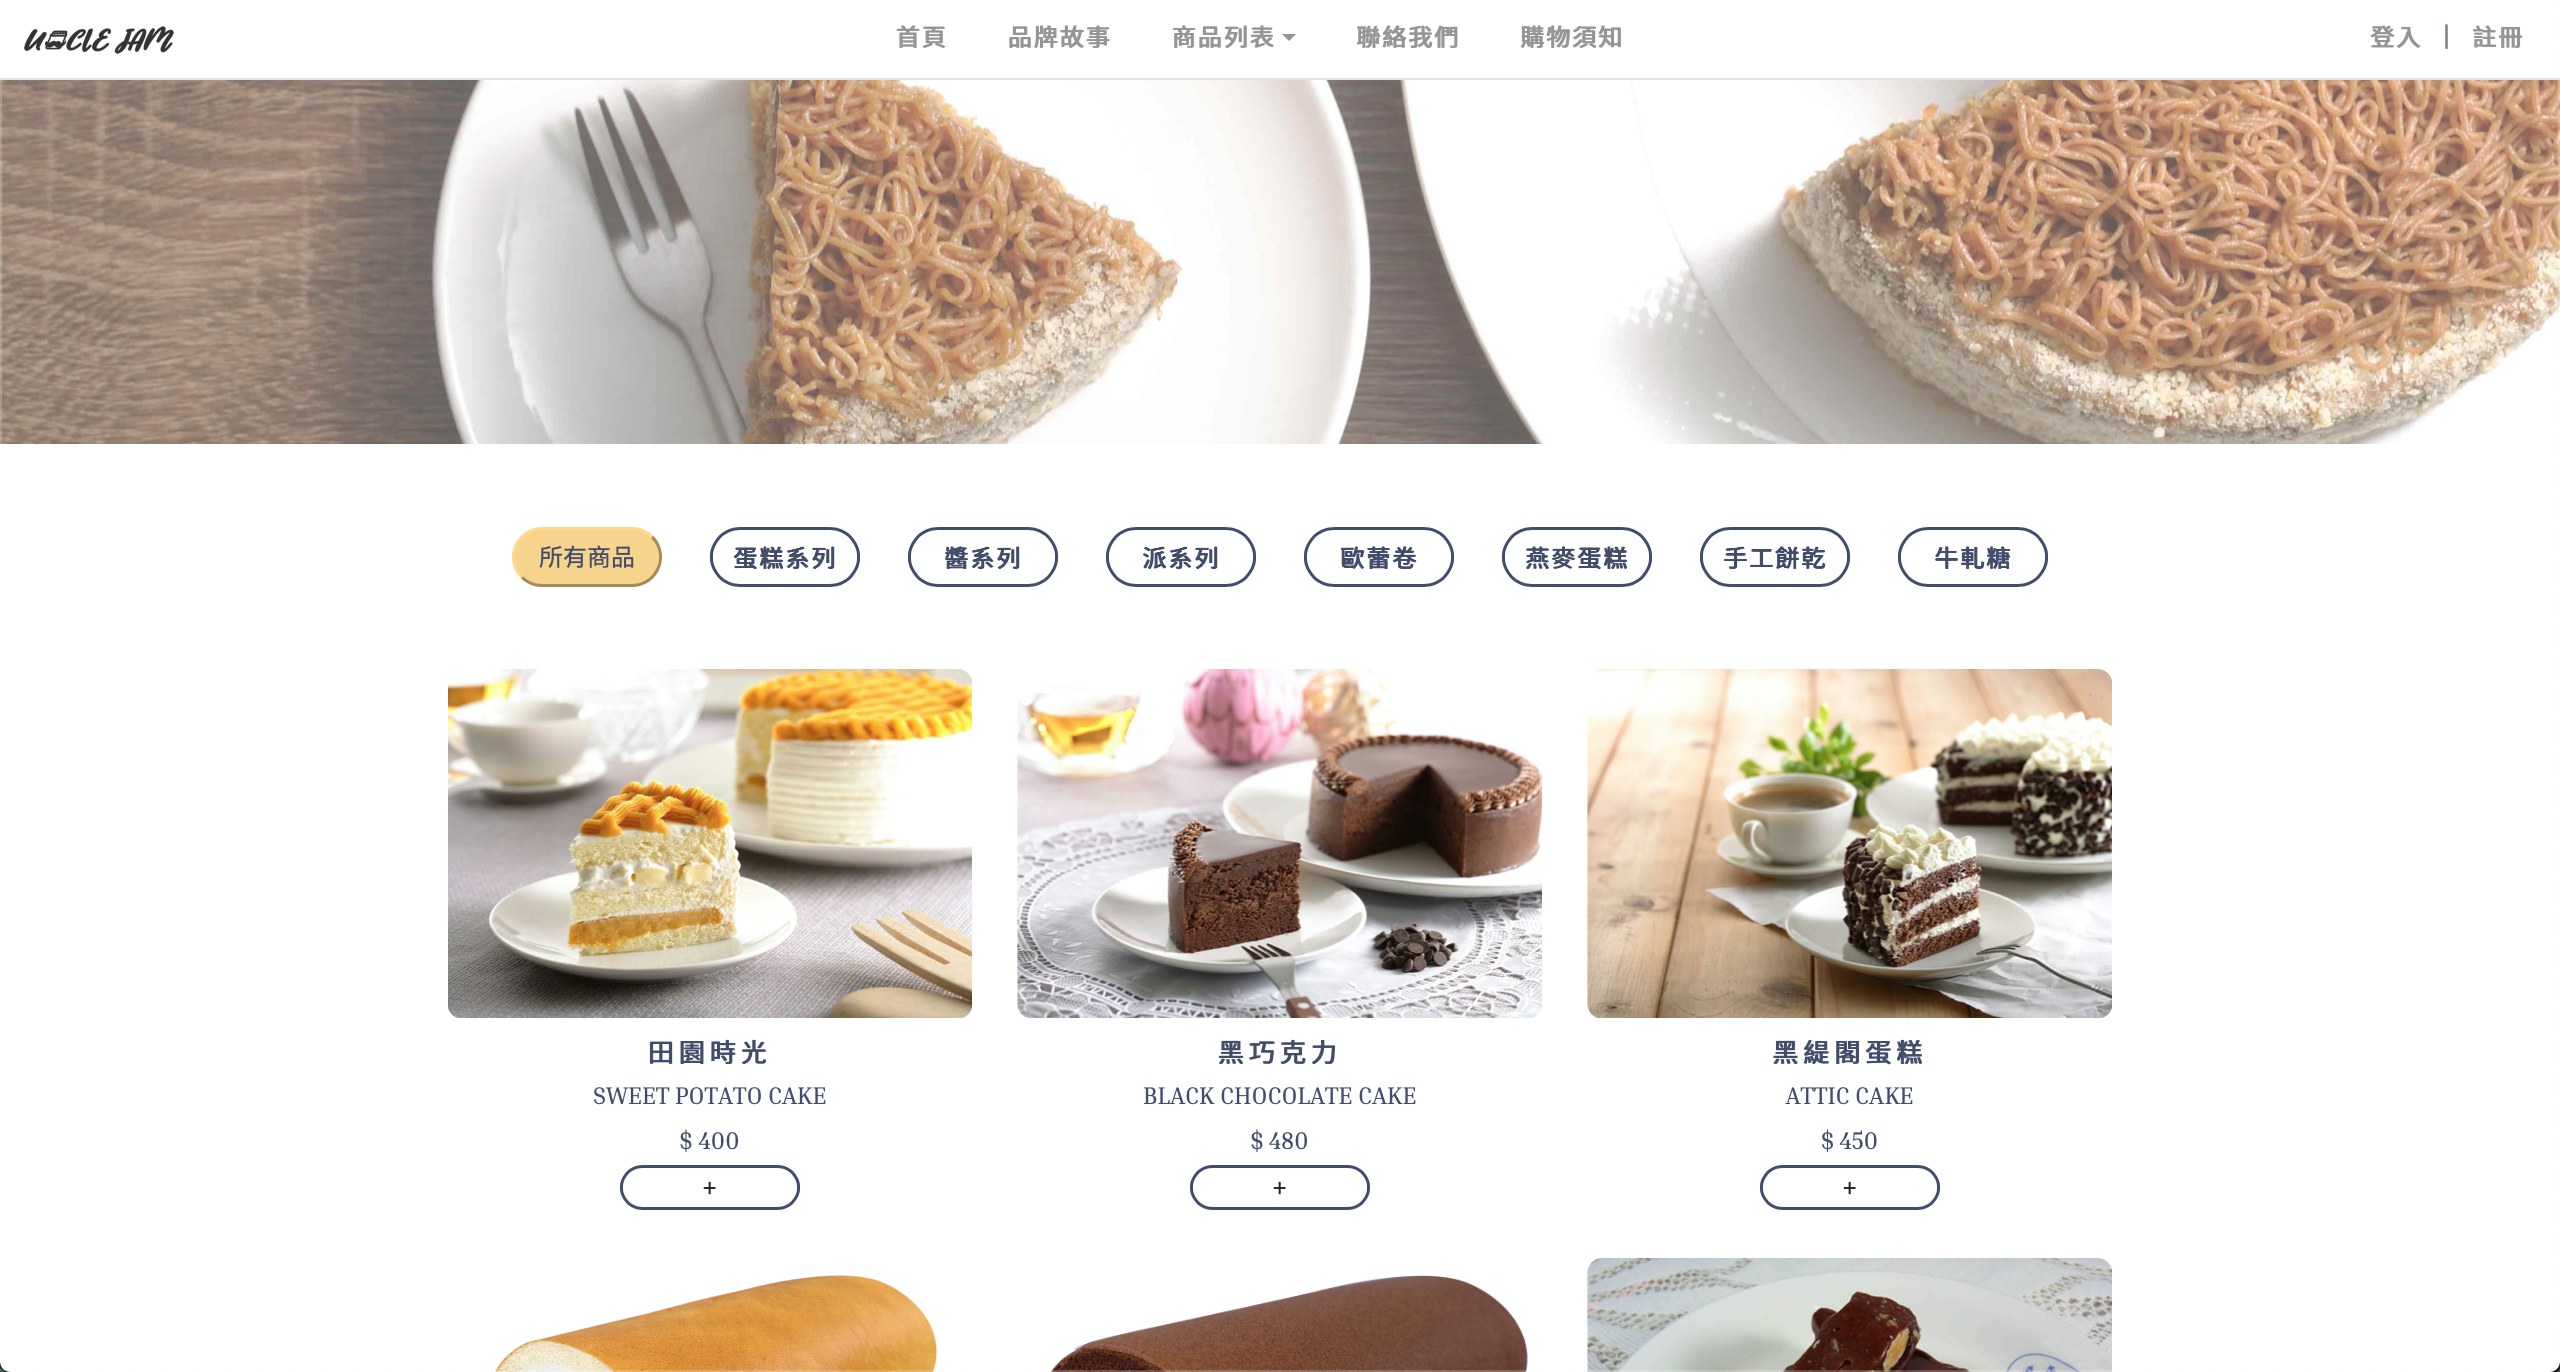 UNCLE JAM
首頁
品牌故事
商品列表
聯絡我們
購物須知
登入 | 註冊
所有商品
蛋糕系列
醬系列
派系列
歐蕾卷
燕麥蛋糕
手工餅乾
牛軋糖
田園時光
SWEET POTATO CAKE
$ 400
+
黑巧克力
BLACK CHOCOLATE CAKE
$ 480
+
黑緹閣蛋糕
ATTIC CAKE
$ 450
+